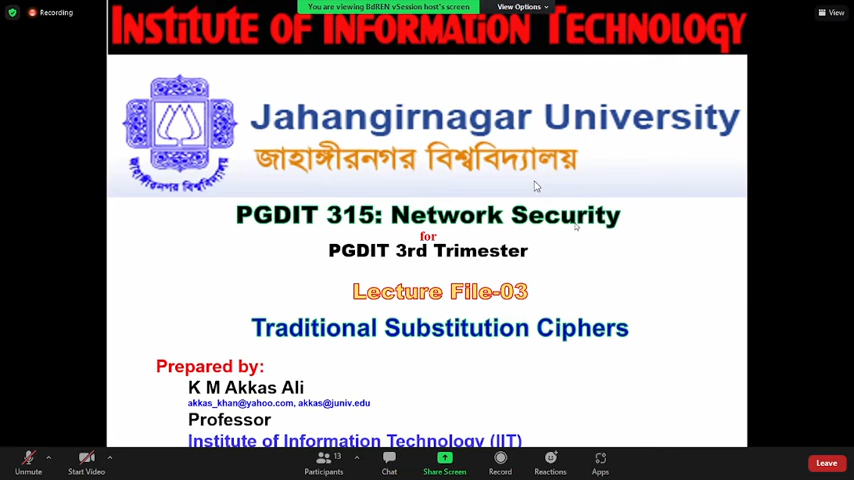 Recording
You are viewing BdREN vSession host's screen
View Options
View
INSTITUTE OF INFORMATION TECHNOLOGY
Jahangirnagar University
জাহাঙ্গীরনগর বিশ্ববিদ্যালয়
জাহাঙ্গীরনগর বিশ্ববিদ্যালয়
PGDIT 315: Network Security
for
PGDIT 3rd Trimester
Lecture File-03
Traditional Substitution Ciphers
Prepared by:
K M Akkas Ali
akkas_khan@yahoo.com, akkas@juniv.edu
Professor
Institute of Information Technology (IIT)
Unmute
Start Video
Participants
13
Chat
Share Screen
Record
Reactions
Apps
Leave